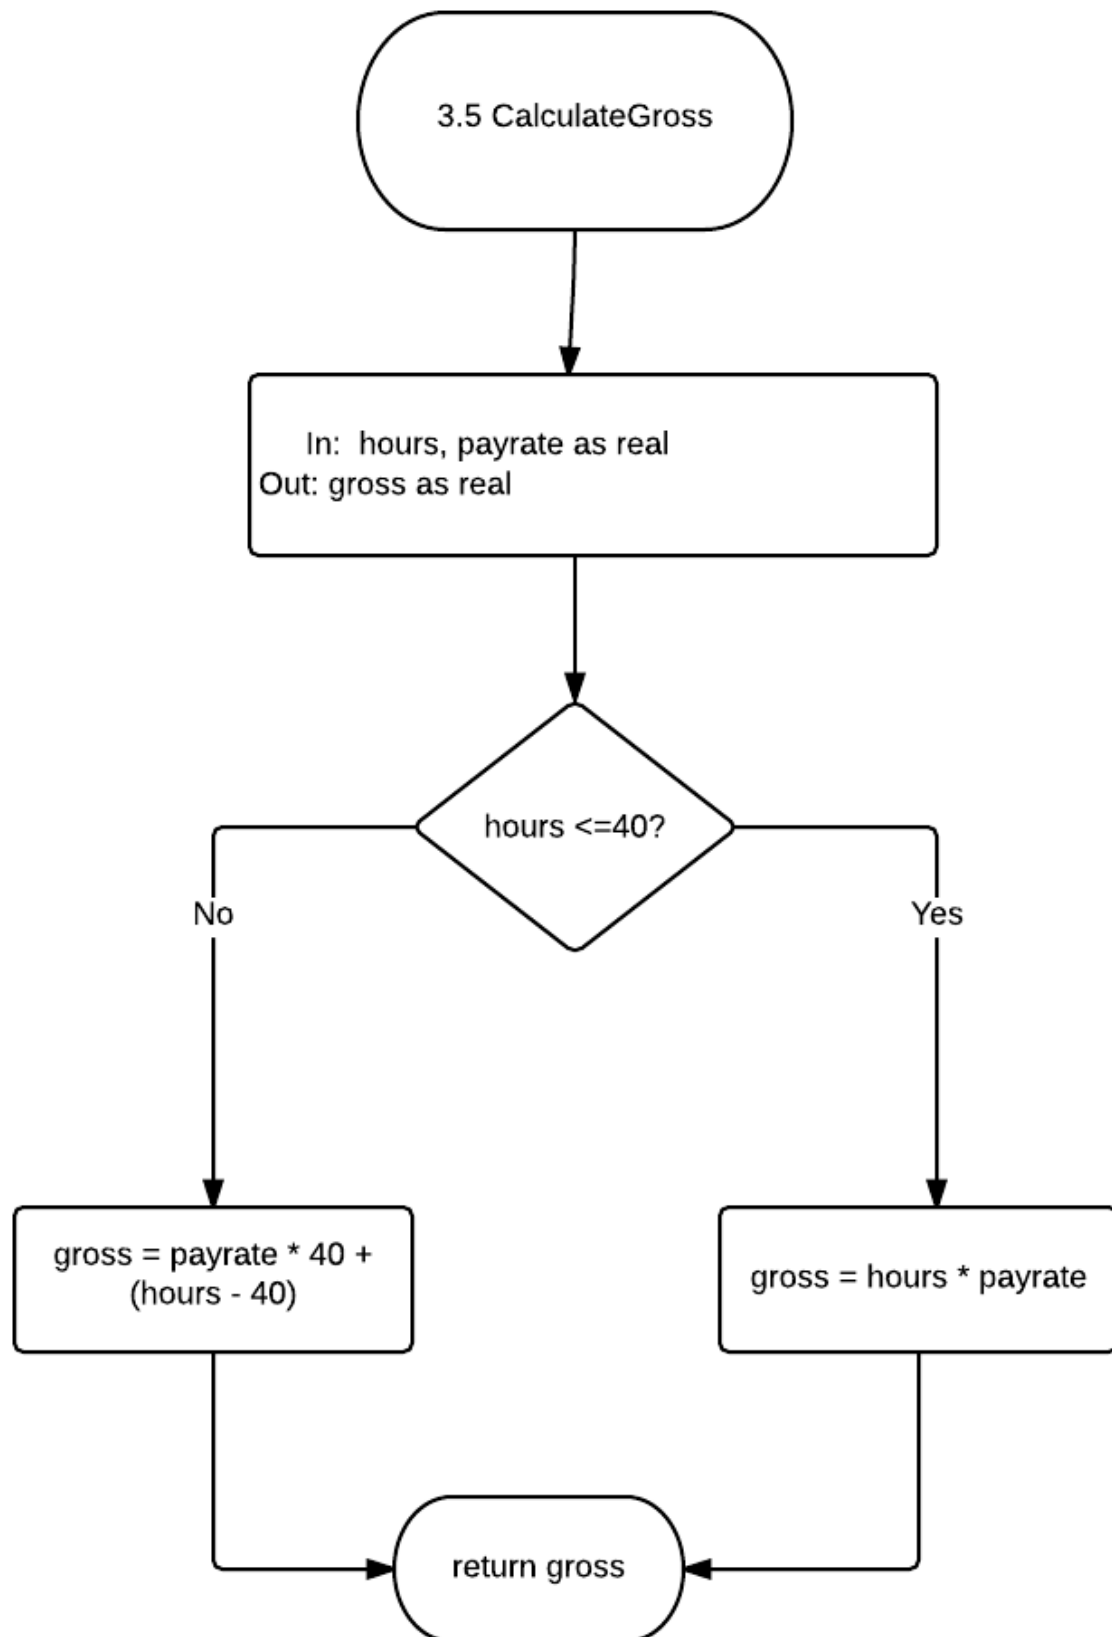 3.5 CalculateGross
In:  hours, payrate as real
Out: gross as real
hours <=40?
No
Yes
gross = payrate * 40 +
(hours - 40)
gross = hours * payrate
return gross